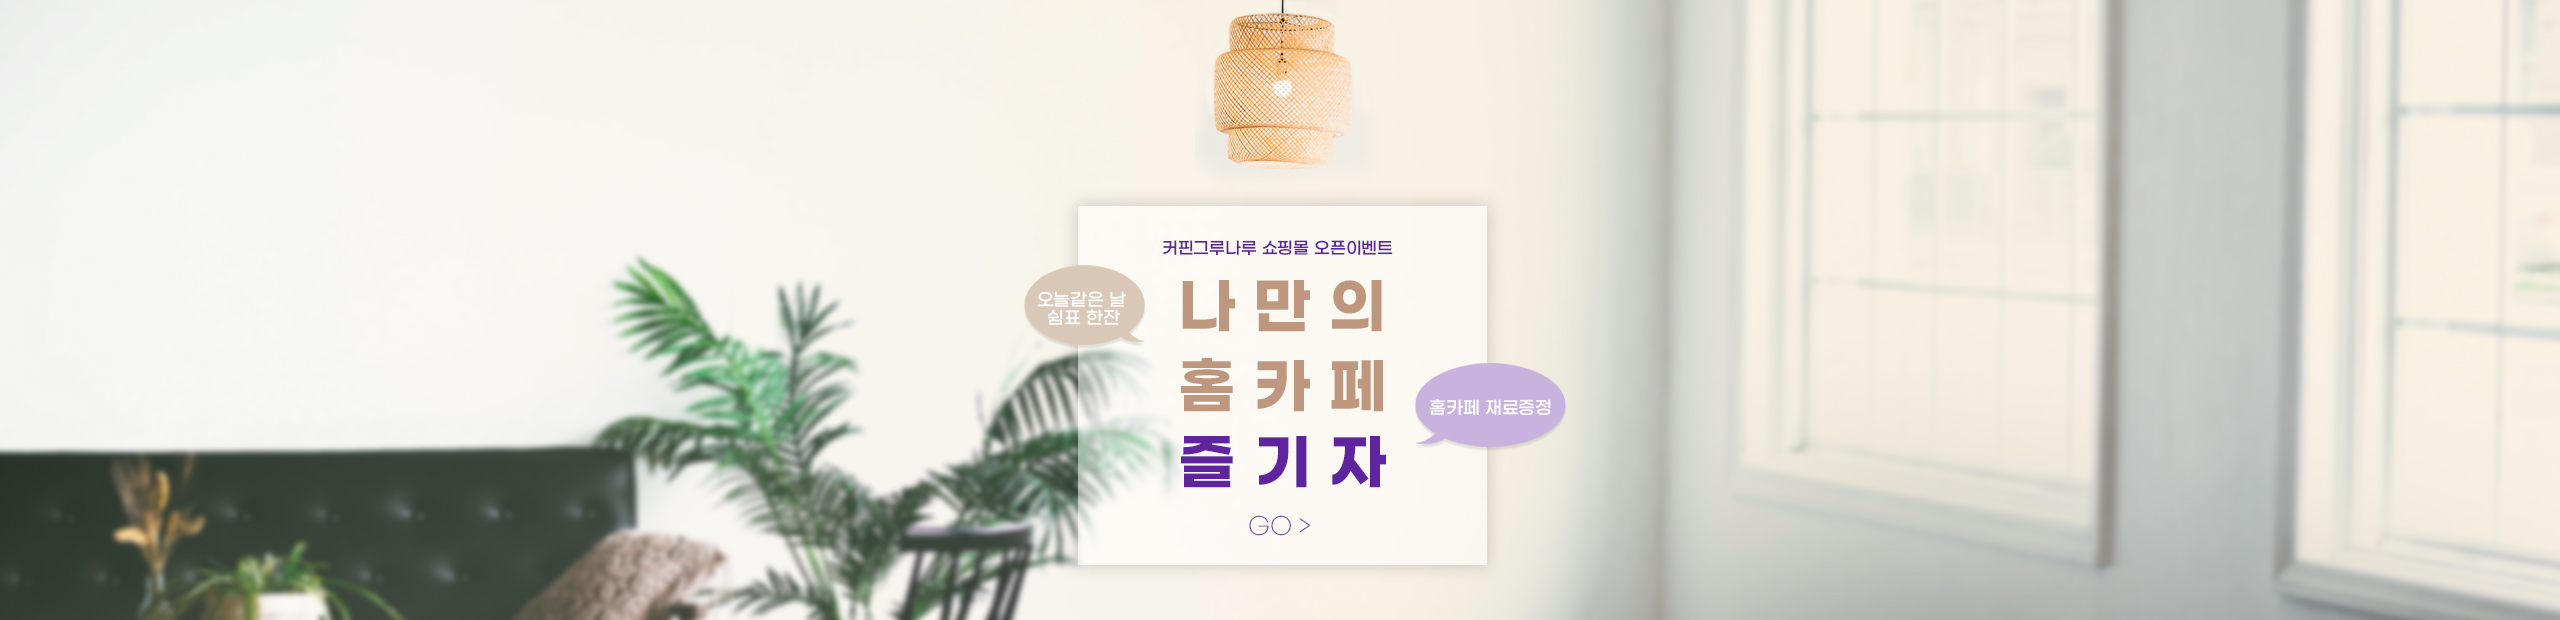 커핀그루나루 쇼핑몰 오픈이벤트
오늘같은 날
쉼표 한잔
나만의
홈카페
즐기자
홈카페 재료증정
GO >